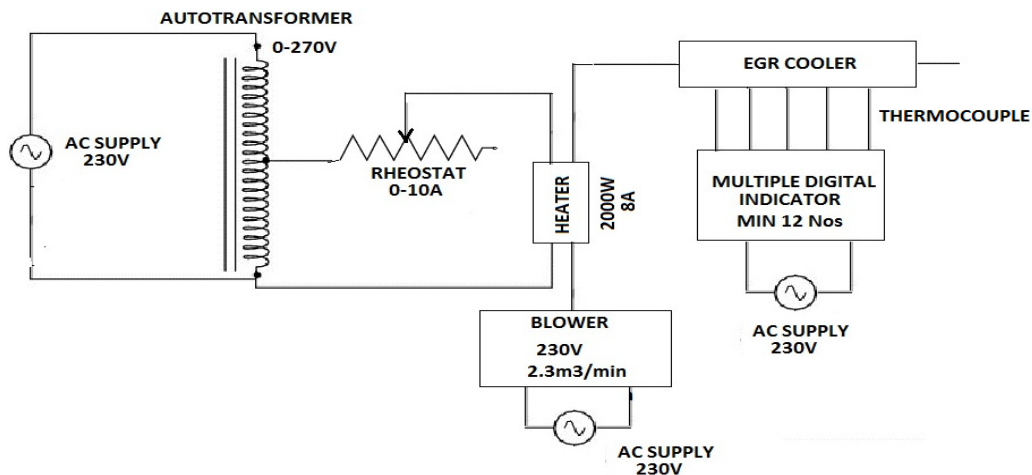 AUTOTRANSFORMER
0-270V
AC SUPPLY
230V
RHEOSTAT
0-10A
HEATER
2000W
8A
EGR COOLER
THERMOCOUPLE
MULTIPLE DIGITAL
INDICATOR
MIN 12 Nos
AC SUPPLY
230V
BLOWER
230V
2.3m3/min
AC SUPPLY
230V